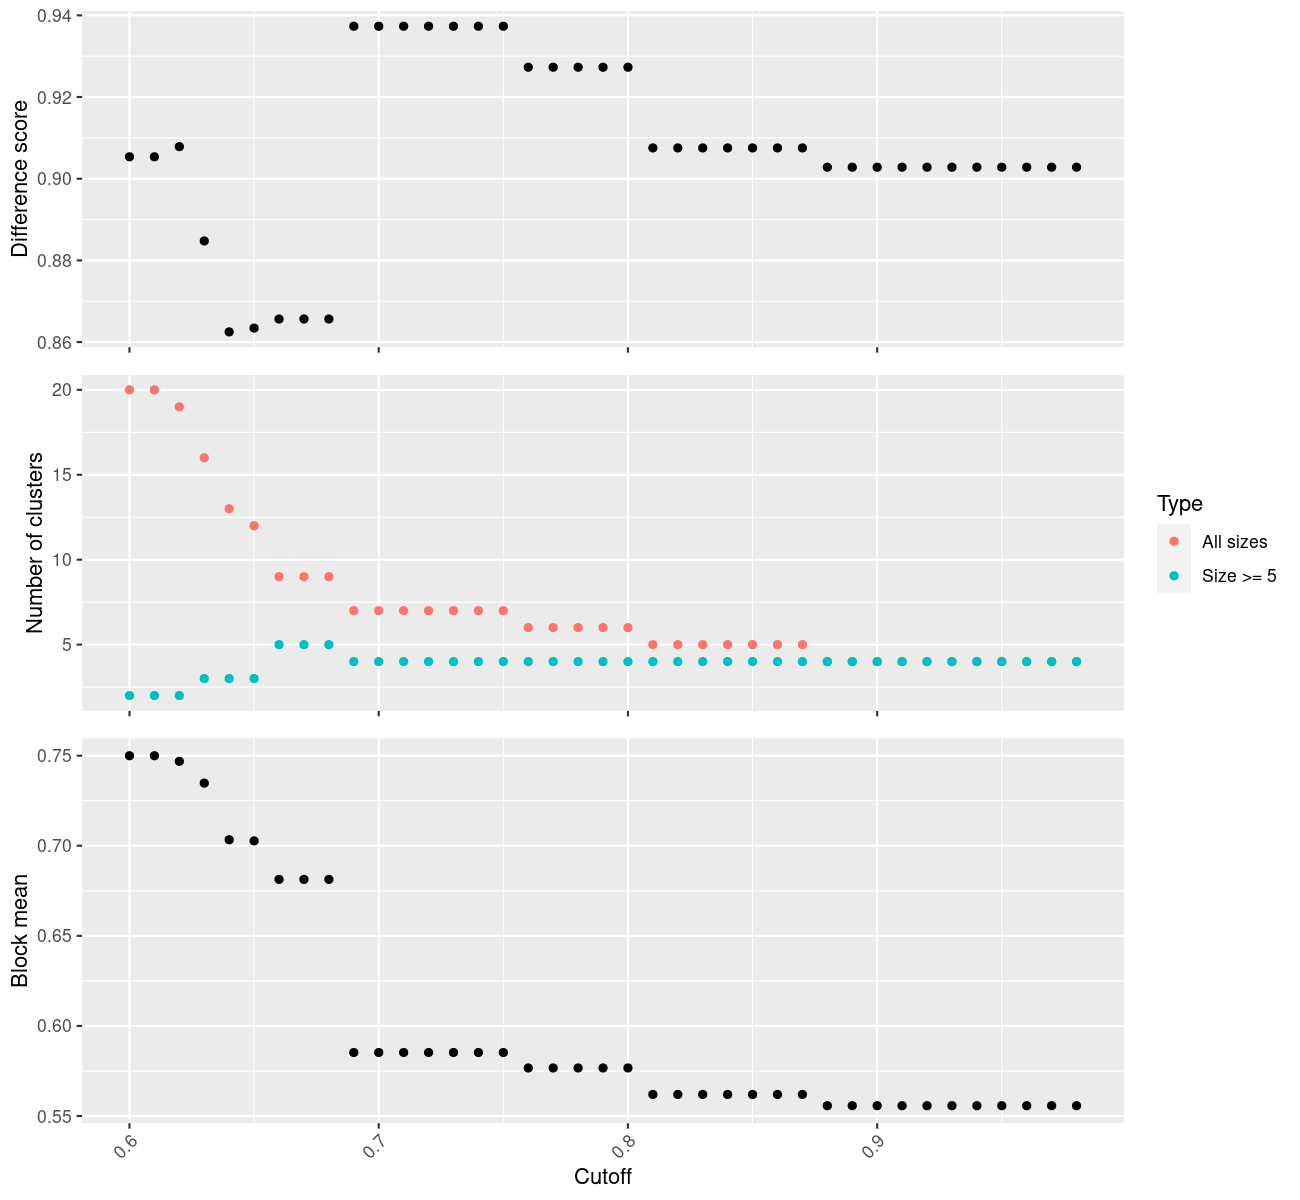 Difference score
0.94
0.92
0.90
0.88
0.86
Number of clusters
20
15
10
5
Type
All sizes
Size >= 5
Block mean
0.75
0.70
0.65
0.60
0.55
0.6
0.7
0.8
0.9
Cutoff